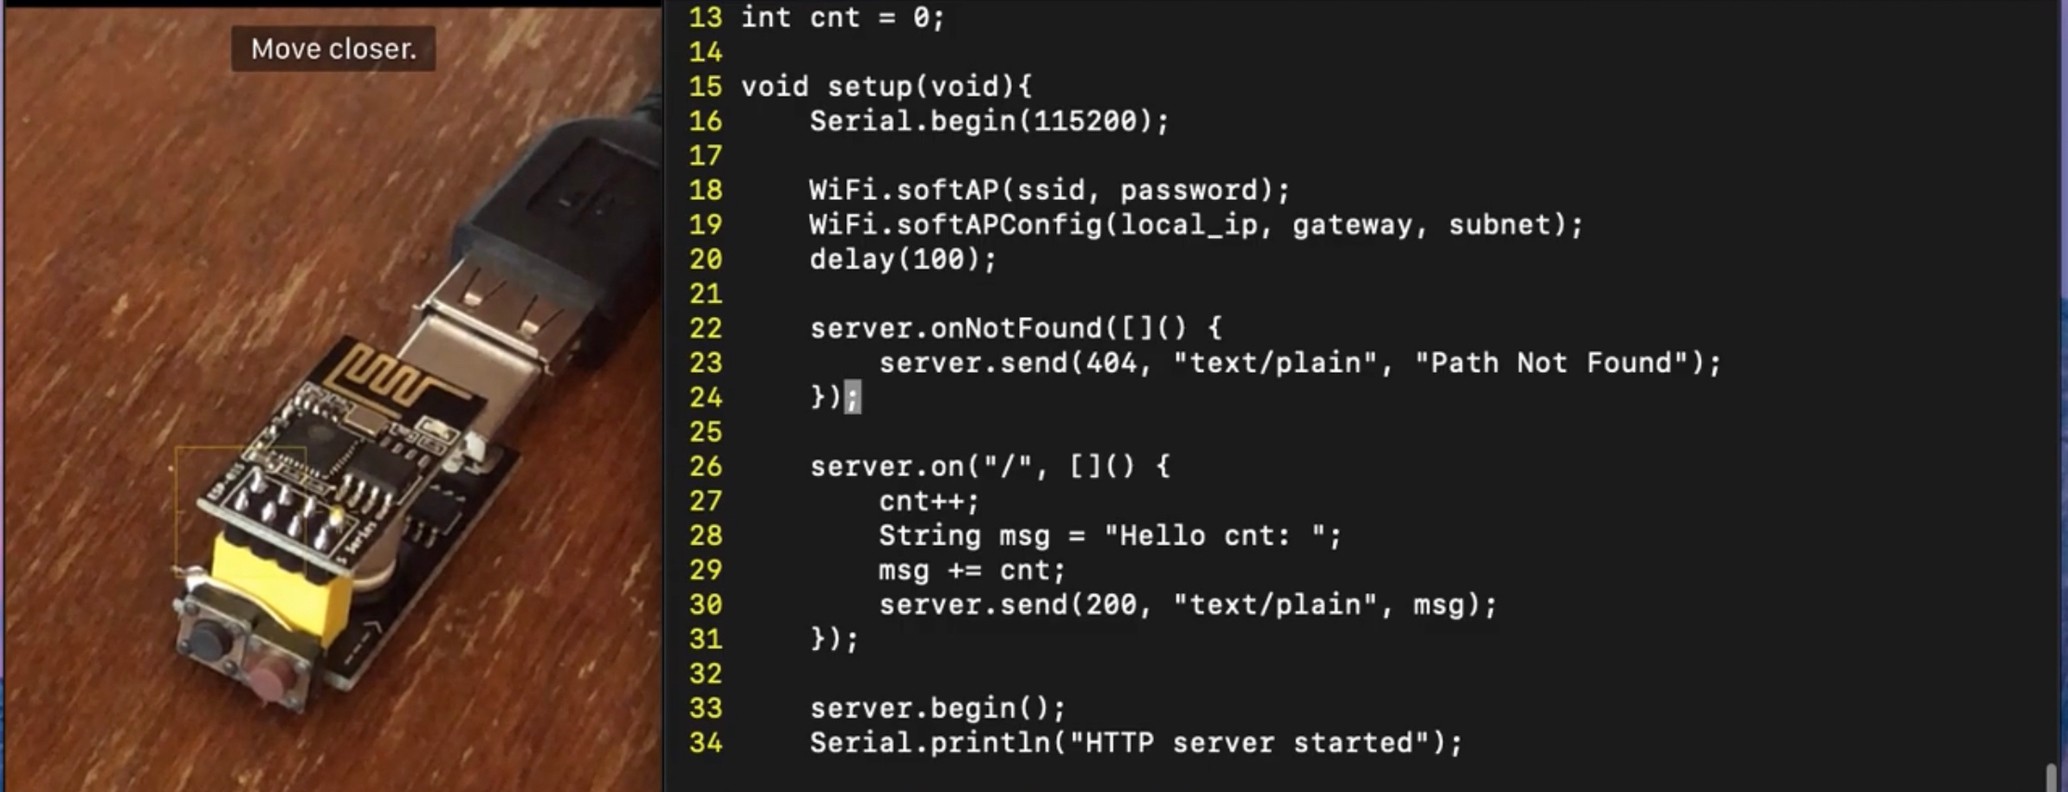 Move closer.
ESP-01S
Series
13 int cnt = 0;
14
15 void setup(void){
16     Serial.begin(115200);
17
18     WiFi.softAP(ssid, password);
19     WiFi.softAPConfig(local_ip, gateway, subnet);
20     delay(100);
21
22     server.onNotFound([]() {
23         server.send(404, "text/plain", "Path Not Found");
24     });
25
26     server.on("/", []() {
27         cnt++;
28         String msg = "Hello cnt: ";
29         msg += cnt;
30         server.send(200, "text/plain", msg);
31     });
32
33     server.begin();
34     Serial.println("HTTP server started");